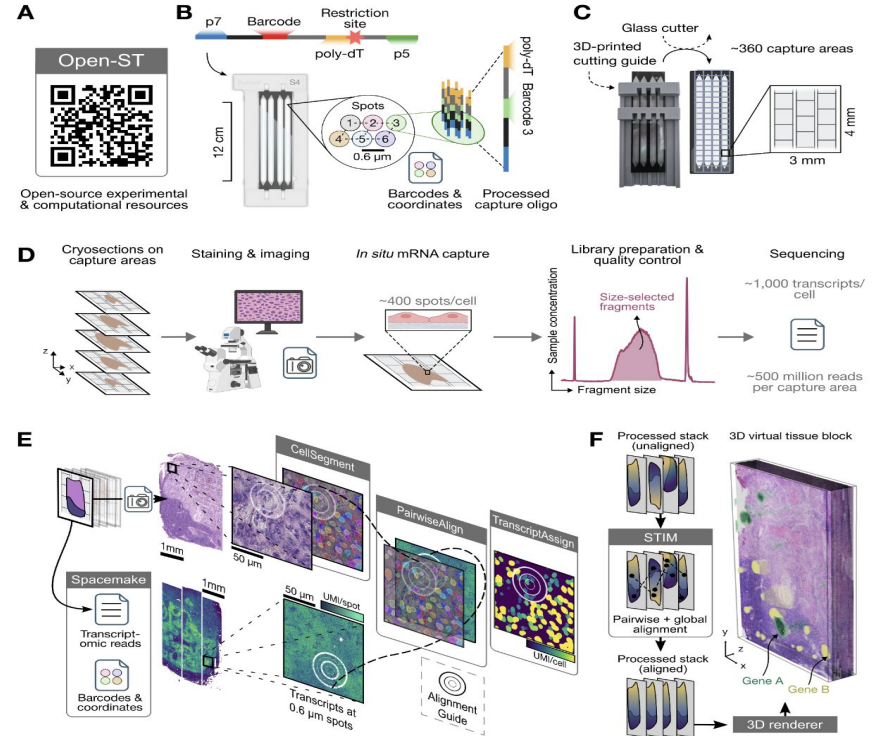 A
Open-ST
Open-source experimental
& computational resources
B
p7
Barcode
Restriction
site
poly-dT
p5
S4
12 cm
Spots
1 2 3
4 5 6
0.6 µm
Barcodes &
coordinates
poly-dT
Barcode 3
Processed
capture oligo
C
Glass cutter
3D-printed
cutting guide
~360 capture areas
4 mm
3 mm
D
Cryosections on
capture areas
z
x
y
Staining & imaging
In situ mRNA capture
~400 spots/cell
Library preparation &
quality control
Sample concentration
Size-selected
fragments
Fragment size
Sequencing
~1,000 transcripts/
cell
~500 million reads
per capture area
E
1mm
50 µm
CellSegment
PairwiseAlign
TranscriptAssign
UMI/cell
Spacemake
Transcript-
omic reads
Barcodes &
coordinates
1mm
50 µm
UMI/spot
Transcripts at
0.6 µm spots
Alignment
Guide
F
Processed stack
(unaligned)
STIM
Pairwise + global
alignment
Processed stack
(aligned)
3D virtual tissue block
y
z
x
Gene A
Gene B
3D renderer